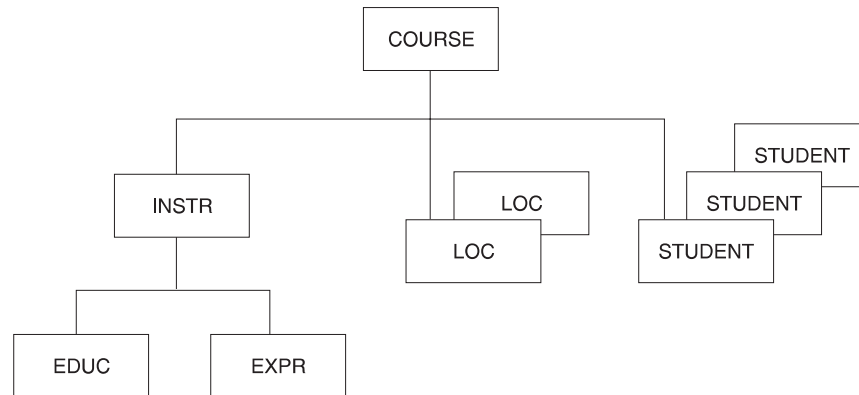 COURSE
STUDENT
INSTR
LOC
STUDENT
LOC
STUDENT
EDUC
EXPR